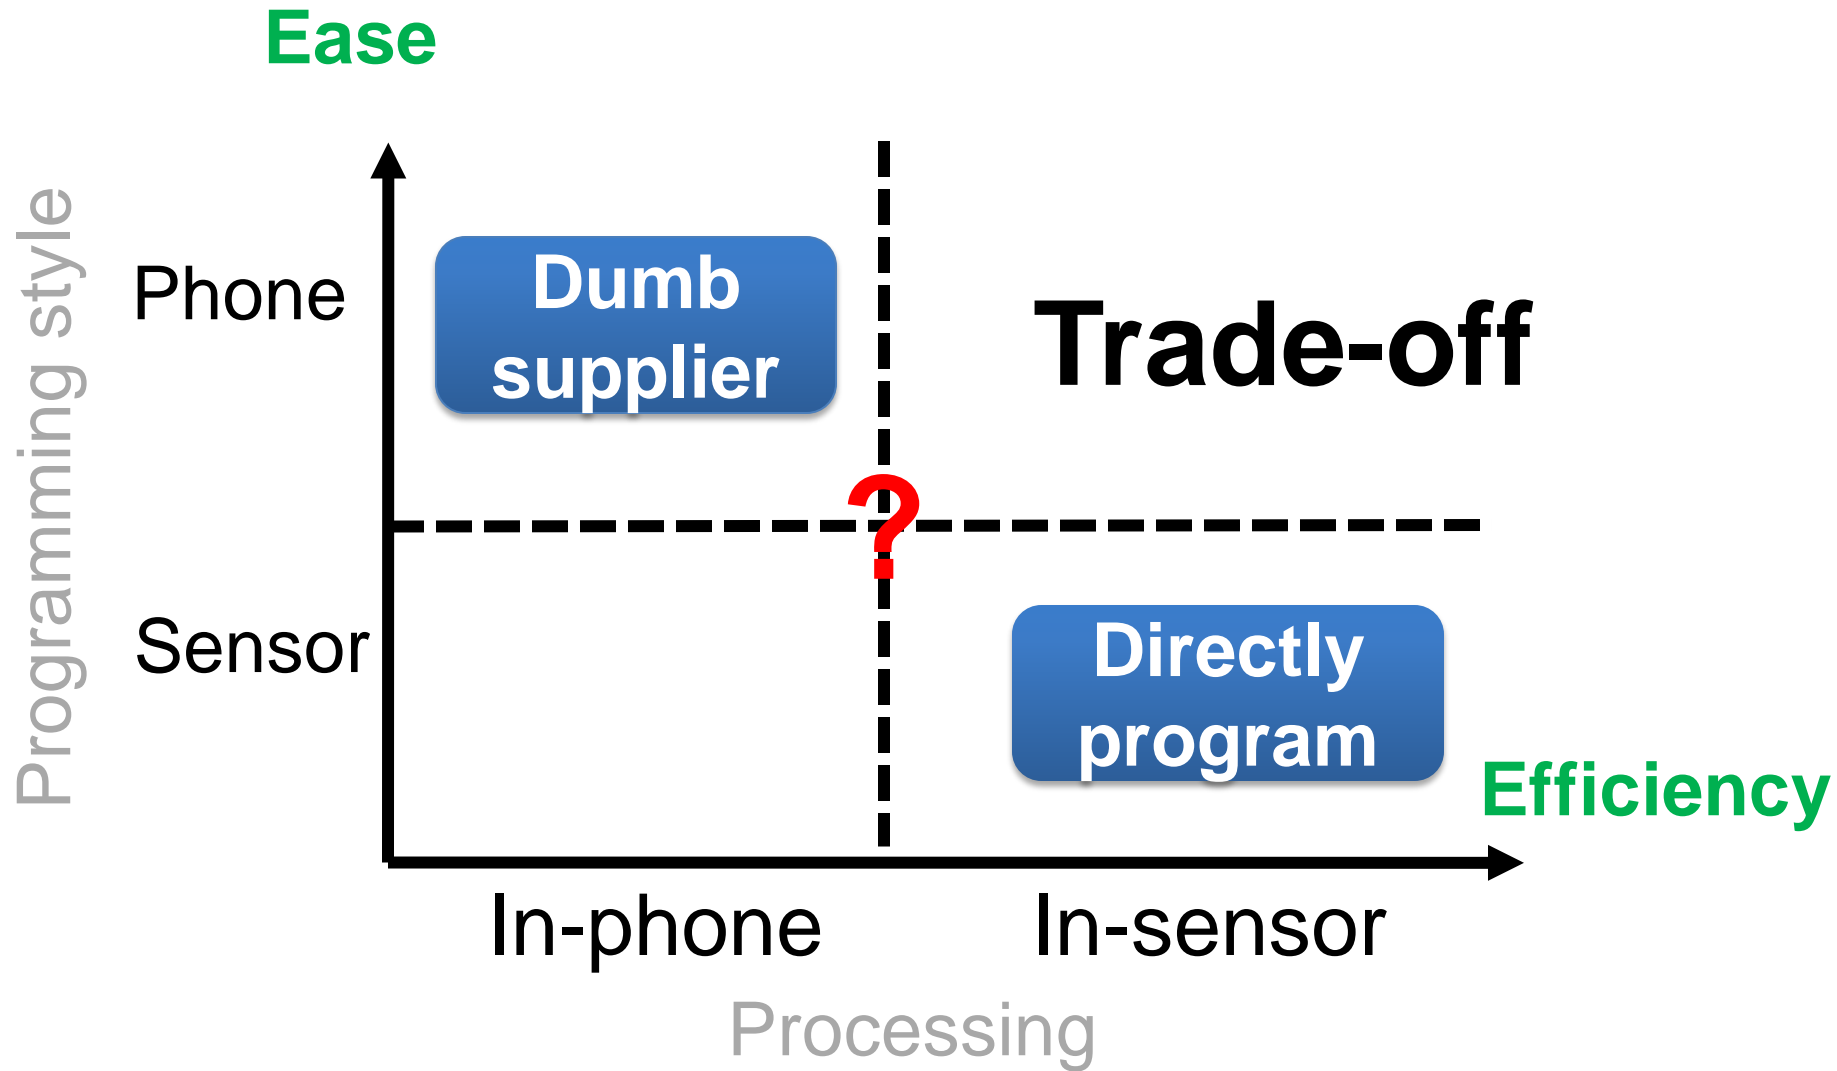 Ease
Programming style
Phone
Dumb
supplier
Trade-off
?
Sensor
Directly
program
Efficiency
In-phone
In-sensor
Processing